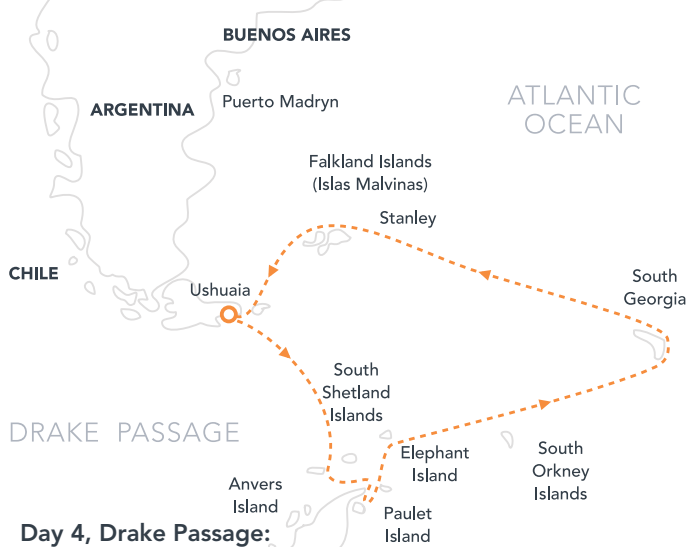 BUENOS AIRES
ATLANTIC
OCEAN
ARGENTINA
Puerto Madryn
Falkland Islands
(Islas Malvinas)
Stanley
CHILE
Ushuaia
South
Georgia
South
Shetland
Islands
DRAKE PASSAGE
Elephant
Island
South
Orkney
Islands
Anvers
Island
Paulet
Island
Day 4, Drake Passage: